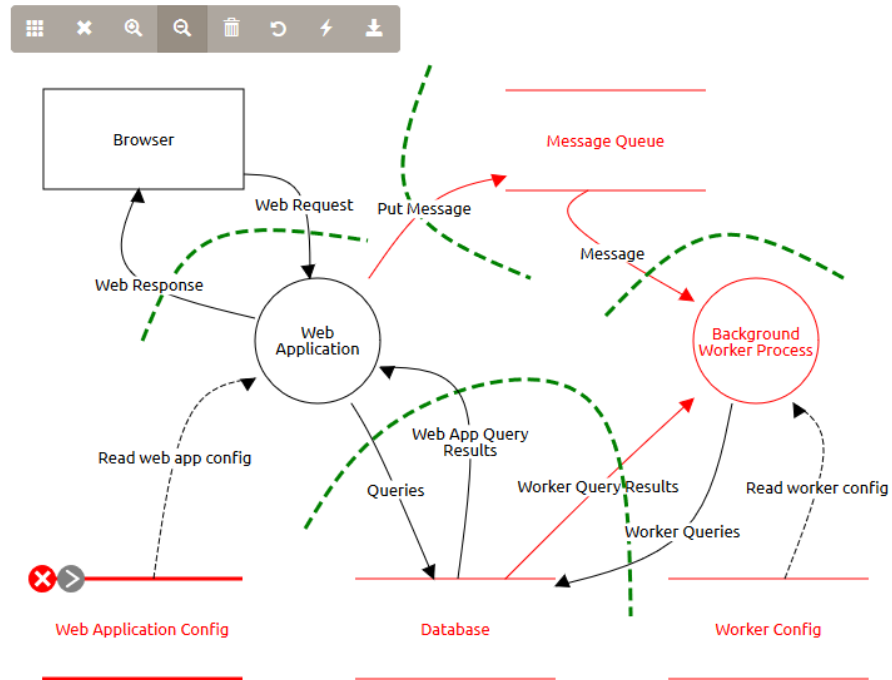 Browser
Message Queue
Web Request
Put Message
Message
Web Response
Web
Application
Background
Worker Process
Web App Query
Results
Read web app config
Queries
Worker Query Results
Read worker config
Worker Queries
Web Application Config
Database
Worker Config